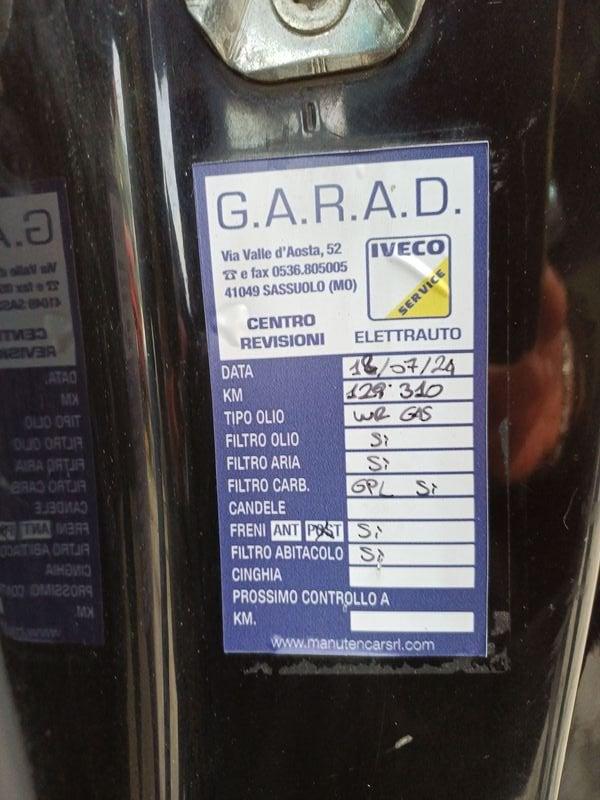 G.A.R.A.D.
Via Valle d'Aosta, 52
☎ e fax 0536.805005
41049 SASSUOLO (MO)
IVECO
SERVICE
CENTRO
REVISIONI
ELETTRAUTO
DATA 18/07/24
KM 129.310
TIPO OLIO WR GAS
FILTRO OLIO Si
FILTRO ARIA Si
FILTRO CARB. GPL Si
CANDELE
FRENI ANT POST Si
FILTRO ABITACOLO Si
CINGHIA
PROSSIMO CONTROLLO A
KM.
www.manutencarsrl.com